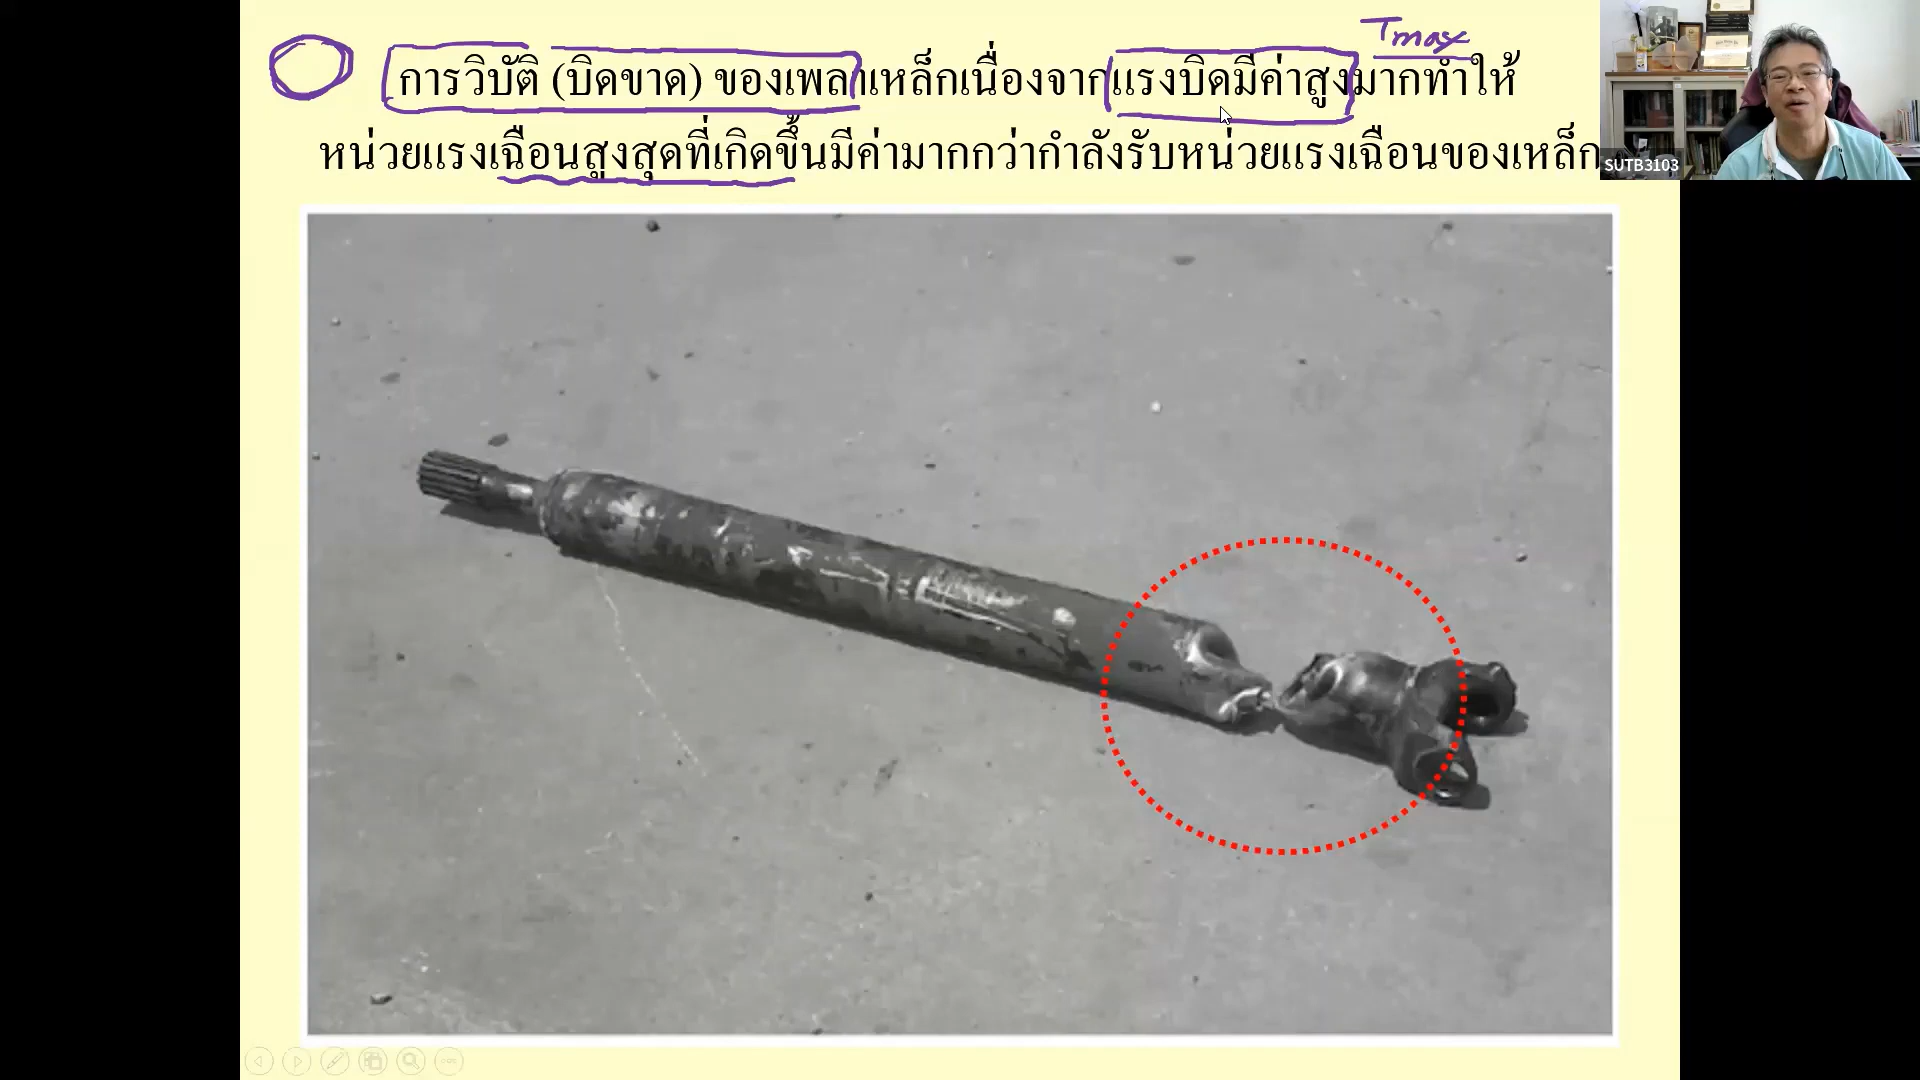 Tmax
การวิบัติ (บิดขาด) ของเพลาเหล็กเนื่องจากแรงบิดมีค่าสูงมากทำให้
หน่วยแรงเฉือนสูงสุดที่เกิดขึ้นมีค่ามากกว่ากำลังรับหน่วยแรงเฉือนของเหล็ก
SUTB3103